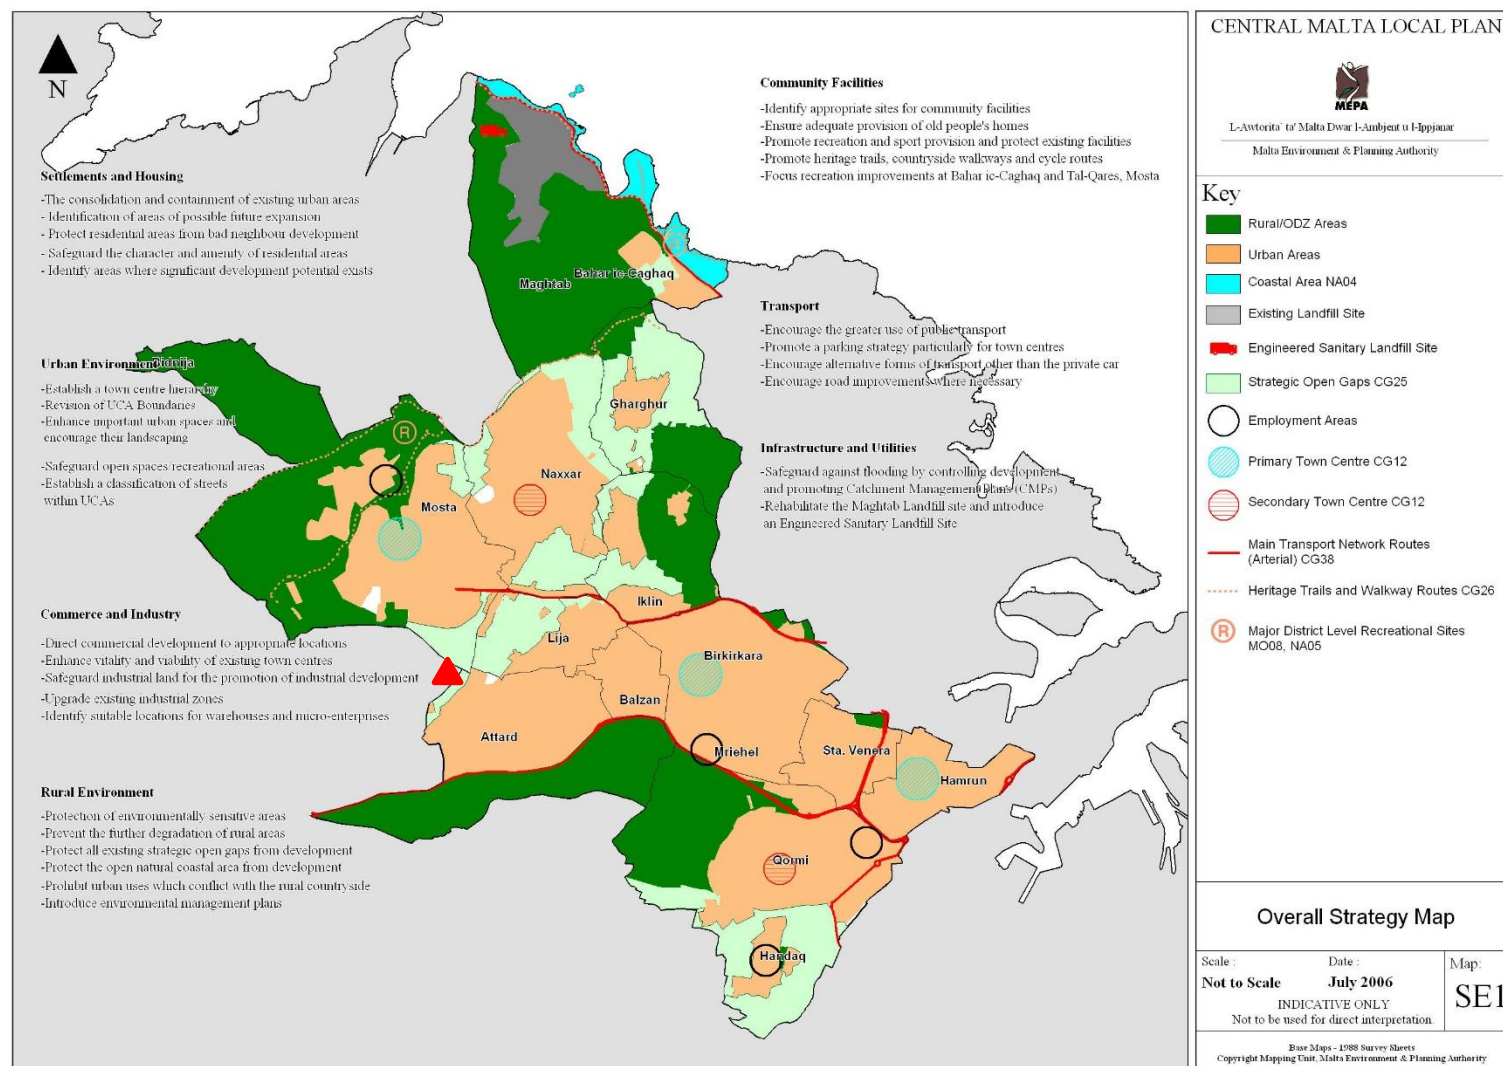 N
Settlements and Housing
-The consolidation and containment of existing urban areas
- Identification of areas of possible future expansion
- Protect residential areas from bad neighbour development
- Safeguard the character and amenity of residential areas
- Identify areas where significant development potential exists
Urban Environment
-Establish a town centre hierarchy
-Revision of UCA Boundaries
-Enhance important urban spaces and
encourage their landscaping
-Safeguard open spaces recreational areas
-Establish a classification of streets
within UCAs
Commerce and Industry
-Direct commercial development to appropriate locations
-Enhance vitality and viability of existing town centres
-Safeguard industrial land for the promotion of industrial development
-Upgrade existing industrial zones
-Identify suitable locations for warehouses and micro-enterprises
Rural Environment
-Protection of environmentally sensitive areas
-Prevent the further degradation of rural areas
-Protect all existing strategic open gaps from development
-Protect the open natural coastal area from development
-Prohibit urban uses which conflict with the rural countryside
-Introduce environmental management plans
Community Facilities
-Identify appropriate sites for community facilities
-Ensure adequate provision of old people's homes
-Promote recreation and sport provision and protect existing facilities
-Promote heritage trails, countryside walkways and cycle routes
-Focus recreation improvements at Bahar ic-Caghaq and Tal-Qares, Mosta
Transport
-Encourage the greater use of public transport
-Promote a parking strategy particularly for town centres
-Encourage alternative forms of transport other than the private car
-Encourage road improvements where necessary
Infrastructure and Utilities
-Safeguard against flooding by controlling development
and promoting Catchment Management Plans (CMPs)
-Rehabilitate the Maghtab Landfill site and introduce
an Engineered Sanitary Landfill Site
Bahar ic-Caghaq
Maghtab
R
Bidnija
Gharghur
R
Naxxar
Mosta
Iklin
Lija
Birkirkara
Balzan
Attard
Mriehel
Sta. Venera
Hamrun
Qormi
Handaq
CENTRAL MALTA LOCAL PLAN
MEPA
L-Awtorita` ta' Malta Dwar l-Ambjent u l-Ippjanar
Malta Environment & Planning Authority
Key
Rural/ODZ Areas
Urban Areas
Coastal Area NA04
Existing Landfill Site
Engineered Sanitary Landfill Site
Strategic Open Gaps CG25
Employment Areas
Primary Town Centre CG12
Secondary Town Centre CG12
Main Transport Network Routes
(Arterial) CG38
Heritage Trails and Walkway Routes CG26
R
Major District Level Recreational Sites
MO08, NA05
Overall Strategy Map
Scale :
Not to Scale
Date :
July 2006
Map:
SE1
INDICATIVE ONLY
Not to be used for direct interpretation.
Base Maps - 1988 Survey Sheets
Copyright Mapping Unit, Malta Environment & Planning Authority